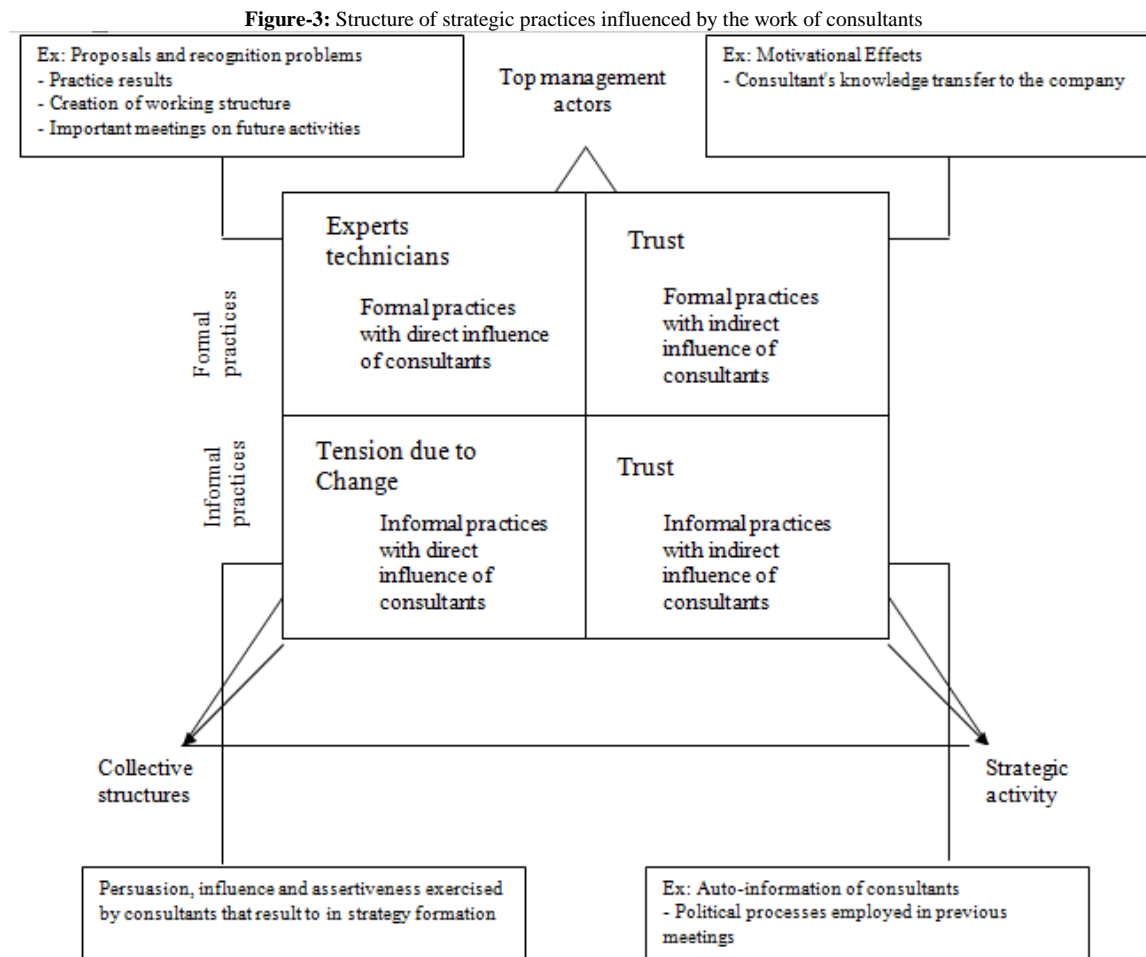 Figure-3: Structure of strategic practices influenced by the work of consultants
Ex: Proposals and recognition problems
- Practice results
- Creation of working structure
- Important meetings on future activities
Top management
actors
Ex: Motivational Effects
- Consultant's knowledge transfer to the company
Formal
practices
Experts
technicians
Formal practices
with direct influence
of consultants
Trust
Formal practices
with indirect
influence of
consultants
Informal
practices
Tension due to
Change
Informal practices
with direct
influence of
consultants
Trust
Informal practices
with indirect
influence of
consultants
Collective
structures
Strategic
activity
Persuasion, influence and assertiveness exercised
by consultants that result to in strategy formation
Ex: Auto-information of consultants
- Political processes employed in previous
meetings